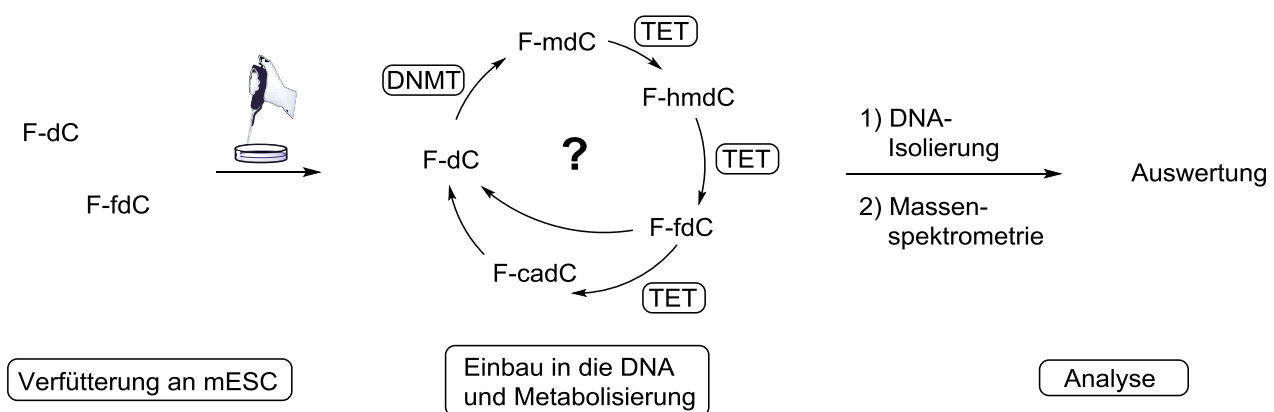 F-dC
F-fdC
DNMT
F-mdC
TET
F-hmdC
TET
F-dC
?
F-fdC
F-cadC
TET
1) DNA-
Isolierung
2) Massen-
spektrometrie
Auswertung
Verfütterung an mESC
Einbau in die DNA
und Metabolisierung
Analyse